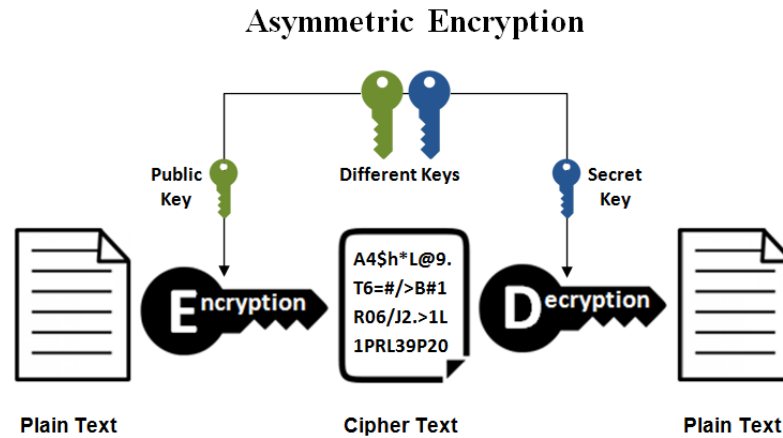 Asymmetric Encryption
Public
Key
Different Keys
Secret
Key
Encryption
A4$h*L@9.
T6=#/>B#1
R06/J2.>1L
1PRL39P20
Decryption
Plain Text
Cipher Text
Plain Text